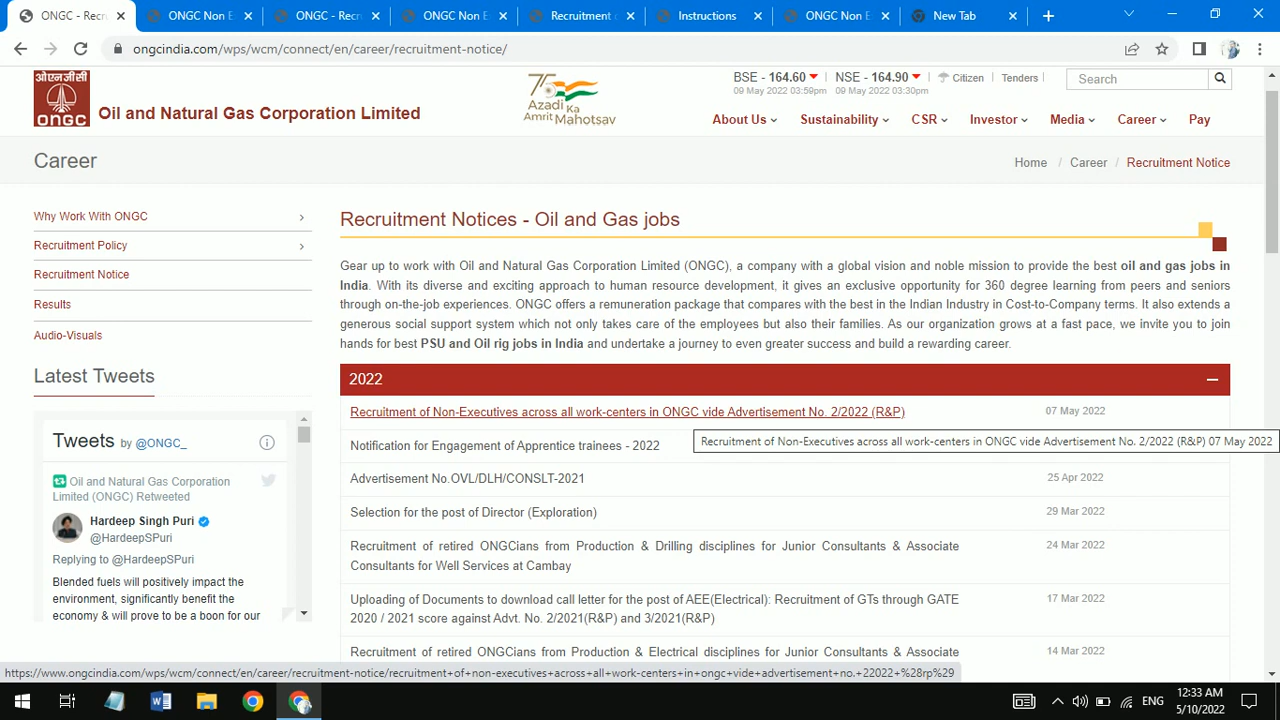 ONGC - Recru
ONGC Non E
ONGC - Recr
ONGC Non E
Recruitment o
Instructions
ONGC Non E
New Tab
ongcindia.com/wps/wcm/connect/en/career/recruitment-notice/
ओएनजीसी
ONGC
Oil and Natural Gas Corporation Limited
75
Azadi Ka
Amrit Mahotsav
BSE - 164.60
09 May 2022 03:59pm
NSE - 164.90
09 May 2022 03:30pm
Citizen
Tenders
Search
About Us
Sustainability
CSR
Investor
Media
Career
Pay
Career
Home / Career / Recruitment Notice
Why Work With ONGC
Recruitment Policy
Recruitment Notice
Results
Audio-Visuals
Latest Tweets
Tweets by @ONGC_
Oil and Natural Gas Corporation
Limited (ONGC) Retweeted
Hardeep Singh Puri
@HardeepSPuri
Replying to @HardeepSPuri
Blended fuels will positively impact the
environment, significantly benefit the
economy & will prove to be a boon for our
Recruitment Notices - Oil and Gas jobs
Gear up to work with Oil and Natural Gas Corporation Limited (ONGC), a company with a global vision and noble mission to provide the best oil and gas jobs in
India. With its diverse and exciting approach to human resource development, it gives an exclusive opportunity for 360 degree learning from peers and seniors
through on-the-job experiences. ONGC offers a remuneration package that compares with the best in the Indian Industry in Cost-to-Company terms. It also extends a
generous social support system which not only takes care of the employees but also their families. As our organization grows at a fast pace, we invite you to join
hands for best PSU and Oil rig jobs in India and undertake a journey to even greater success and build a rewarding career.
2022
Recruitment of Non-Executives across all work-centers in ONGC vide Advertisement No. 2/2022 (R&P) 07 May 2022
Notification for Engagement of Apprentice trainees - 2022
Recruitment of Non-Executives across all work-centers in ONGC vide Advertisement No. 2/2022 (R&P) 07 May 2022
Advertisement No.OVL/DLH/CONSLT-2021 25 Apr 2022
Selection for the post of Director (Exploration) 29 Mar 2022
Recruitment of retired ONGCians from Production & Drilling disciplines for Junior Consultants & Associate 24 Mar 2022
Consultants for Well Services at Cambay
Uploading of Documents to download call letter for the post of AEE(Electrical): Recruitment of GTs through GATE 17 Mar 2022
2020 / 2021 score against Advt. No. 2/2021(R&P) and 3/2021(R&P)
Recruitment of retired ONGCians from Production & Electrical disciplines for Junior Consultants & Associate 14 Mar 2022
https://www.ongcindia.com/wps/wcm/connect/en/career/recruitment-notice/recruitment+of+non-executives+across+all+work-centers+in+ongc+vide+advertisement+no.+22022+%28rp%29
ENG
12:33 AM
5/10/2022